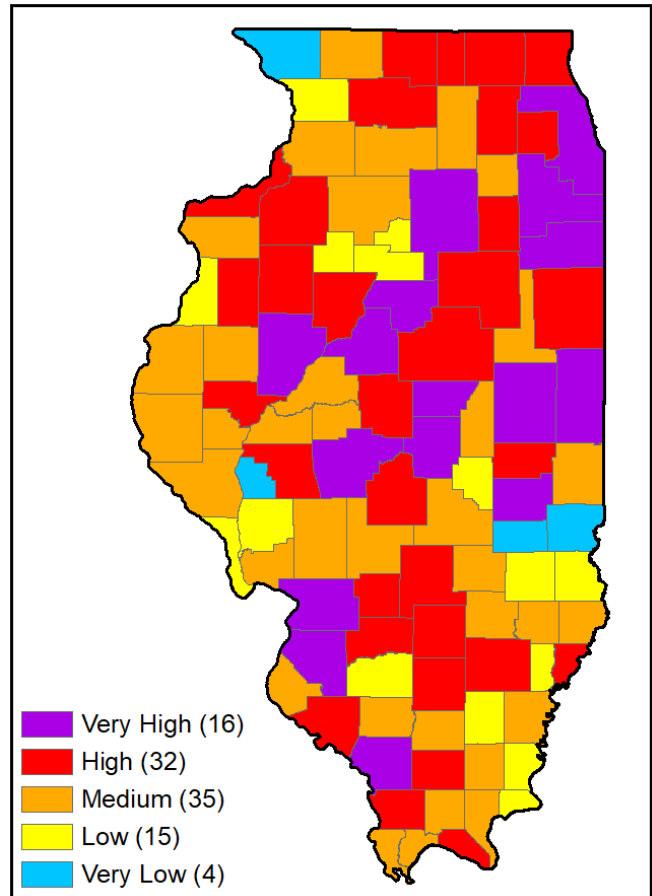 Very High (16)
High (32)
Medium (35)
Low (15)
Very Low (4)